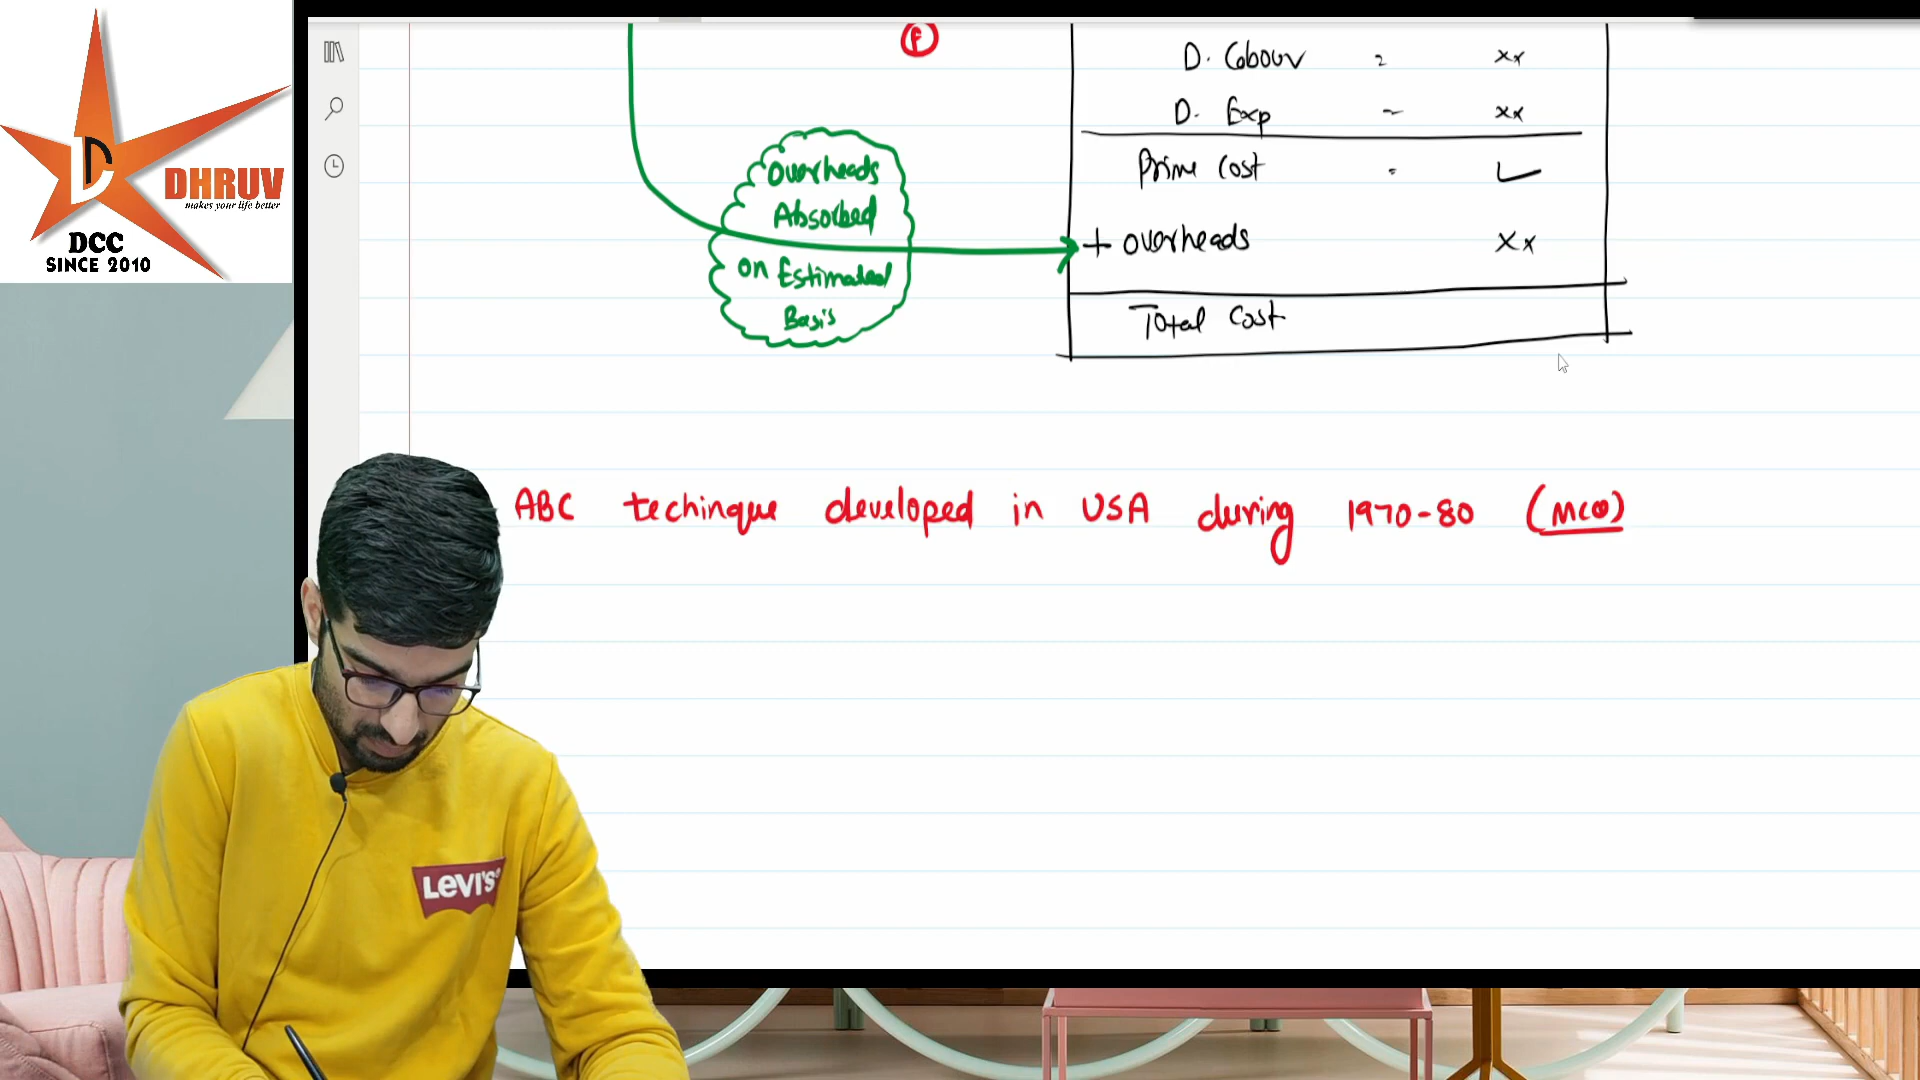 DHRUV
makes your life better
DCC
SINCE 2010
F
D. Labour = xx
D. Exp - xx
Prime Cost -
+ overheads xx
Total Cost
Overheads
Absorbed
on Estimated
Basis
ABC techinque developed in USA during 1970-80 (MCQ)
LEVI'S